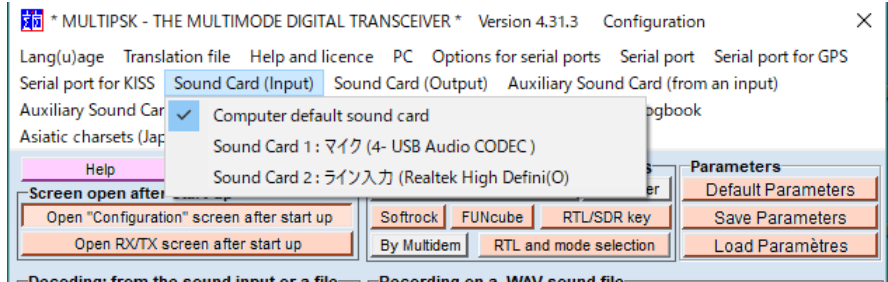 * MULTIPSK - THE MULTIMODE DIGITAL TRANSCEIVER * Version 4.31.3 Configuration
Lang(u)age Translation file Help and licence PC Options for serial ports Serial port Serial port for GPS
Serial port for KISS Sound Card (Input) Sound Card (Output) Auxiliary Sound Card (from an input)
Auxiliary Sound Car
Asiatic charsets (Jap
Computer default sound card
Sound Card 1 : マイク (4- USB Audio CODEC )
Sound Card 2 : ライン入力 (Realtek High Defini(O)
Help
Screen open after
Open "Configuration" screen after start up
Open RX/TX screen after start up
Softrock FUNcube RTL/SDR key
By Multidem RTL and mode selection
Parameters
Default Parameters
Save Parameters
Load Paramètres
Decoding: from the sound input or a file
Recording on a .WAV sound file